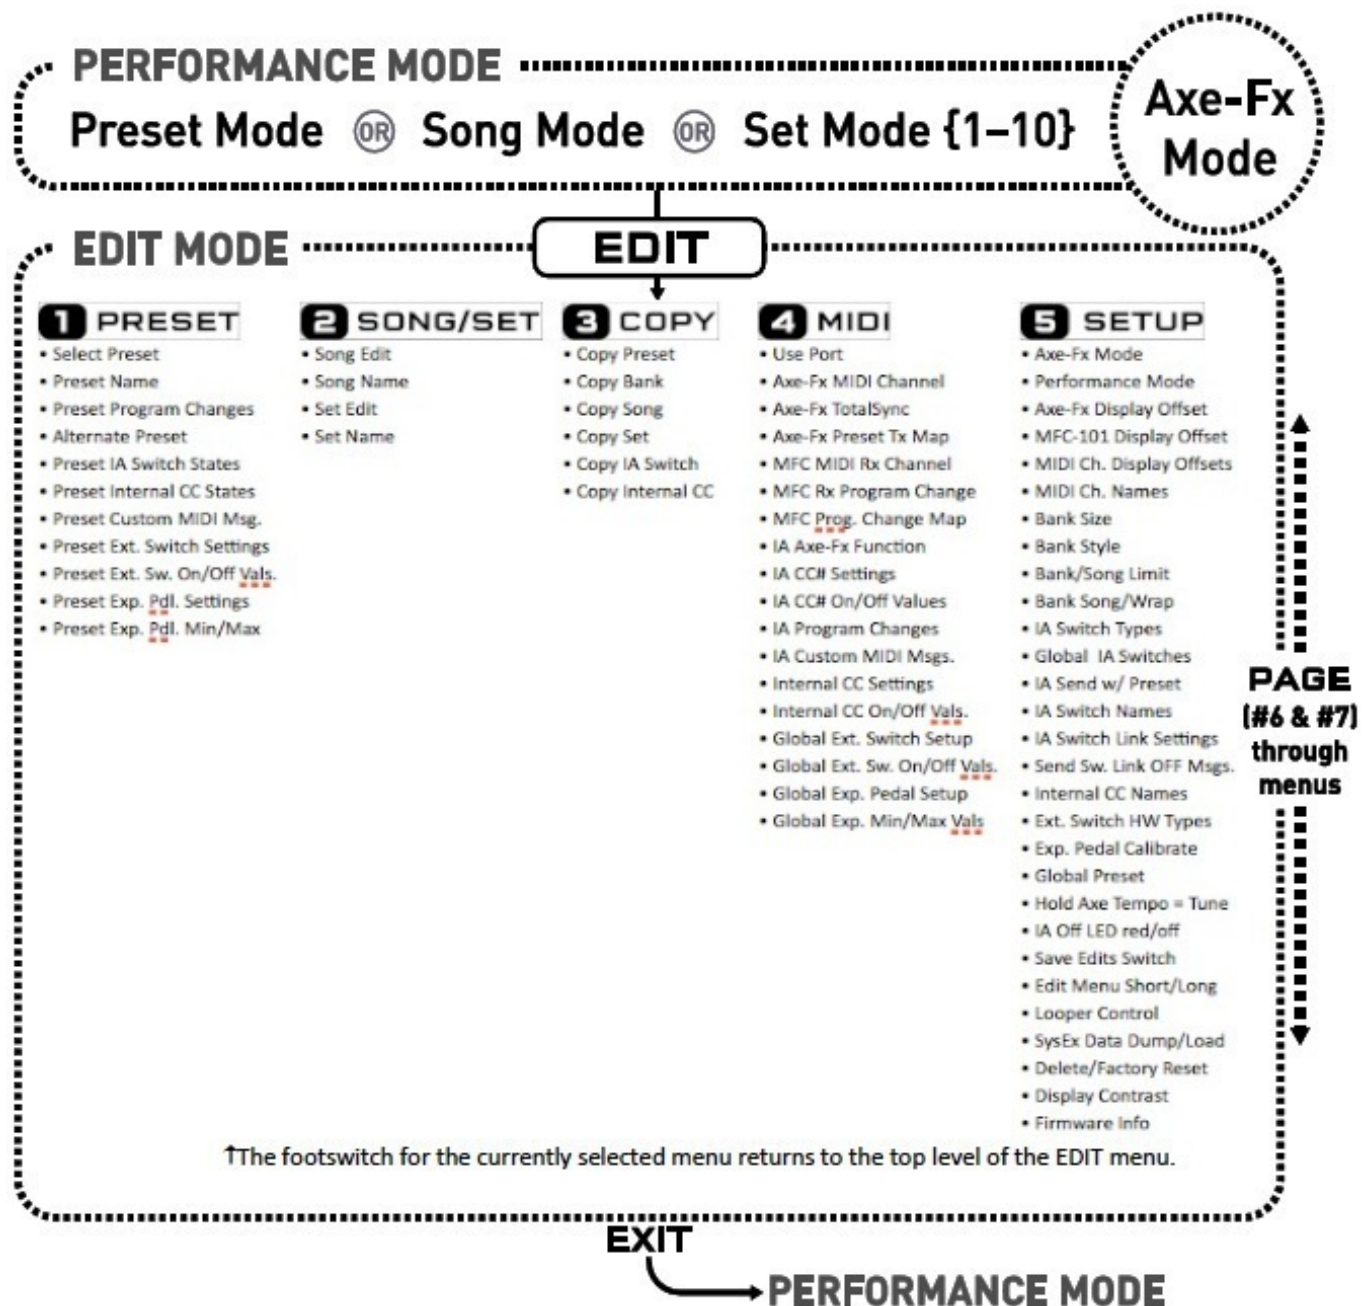 PERFORMANCE MODE
Preset Mode OR Song Mode OR Set Mode {1–10}
Axe-Fx
Mode
EDIT MODE
EDIT
1 PRESET
• Select Preset
• Preset Name
• Preset Program Changes
• Alternate Preset
• Preset IA Switch States
• Preset Internal CC States
• Preset Custom MIDI Msg.
• Preset Ext. Switch Settings
• Preset Ext. Sw. On/Off Vals.
• Preset Exp. Pdl. Settings
• Preset Exp. Pdl. Min/Max
2 SONG/SET
• Song Edit
• Song Name
• Set Edit
• Set Name
3 COPY
• Copy Preset
• Copy Bank
• Copy Song
• Copy Set
• Copy IA Switch
• Copy Internal CC
4 MIDI
• Use Port
• Axe-Fx MIDI Channel
• Axe-Fx TotalSync
• Axe-Fx Preset Tx Map
• MFC MIDI Rx Channel
• MFC Rx Program Change
• MFC Prog. Change Map
• IA Axe-Fx Function
• IA CC# Settings
• IA CC# On/Off Values
• IA Program Changes
• IA Custom MIDI Msgs.
• Internal CC Settings
• Internal CC On/Off Vals.
• Global Ext. Switch Setup
• Global Ext. Sw. On/Off Vals.
• Global Exp. Pedal Setup
• Global Exp. Min/Max Vals
5 SETUP
• Axe-Fx Mode
• Performance Mode
• Axe-Fx Display Offset
• MFC-101 Display Offset
• MIDI Ch. Display Offsets
• MIDI Ch. Names
• Bank Size
• Bank Style
• Bank/Song Limit
• Bank Song/Wrap
• IA Switch Types
• Global IA Switches
• IA Send w/ Preset
• IA Switch Names
• IA Switch Link Settings
• Send Sw. Link OFF Msgs.
• Internal CC Names
• Ext. Switch HW Types
• Exp. Pedal Calibrate
• Global Preset
• Hold Axe Tempo = Tune
• IA Off LED red/off
• Save Edits Switch
• Edit Menu Short/Long
• Looper Control
• SysEx Data Dump/Load
• Delete/Factory Reset
• Display Contrast
• Firmware Info
PAGE
(#6 & #7)
through
menus
↑The footswitch for the currently selected menu returns to the top level of the EDIT menu.
EXIT
PERFORMANCE MODE